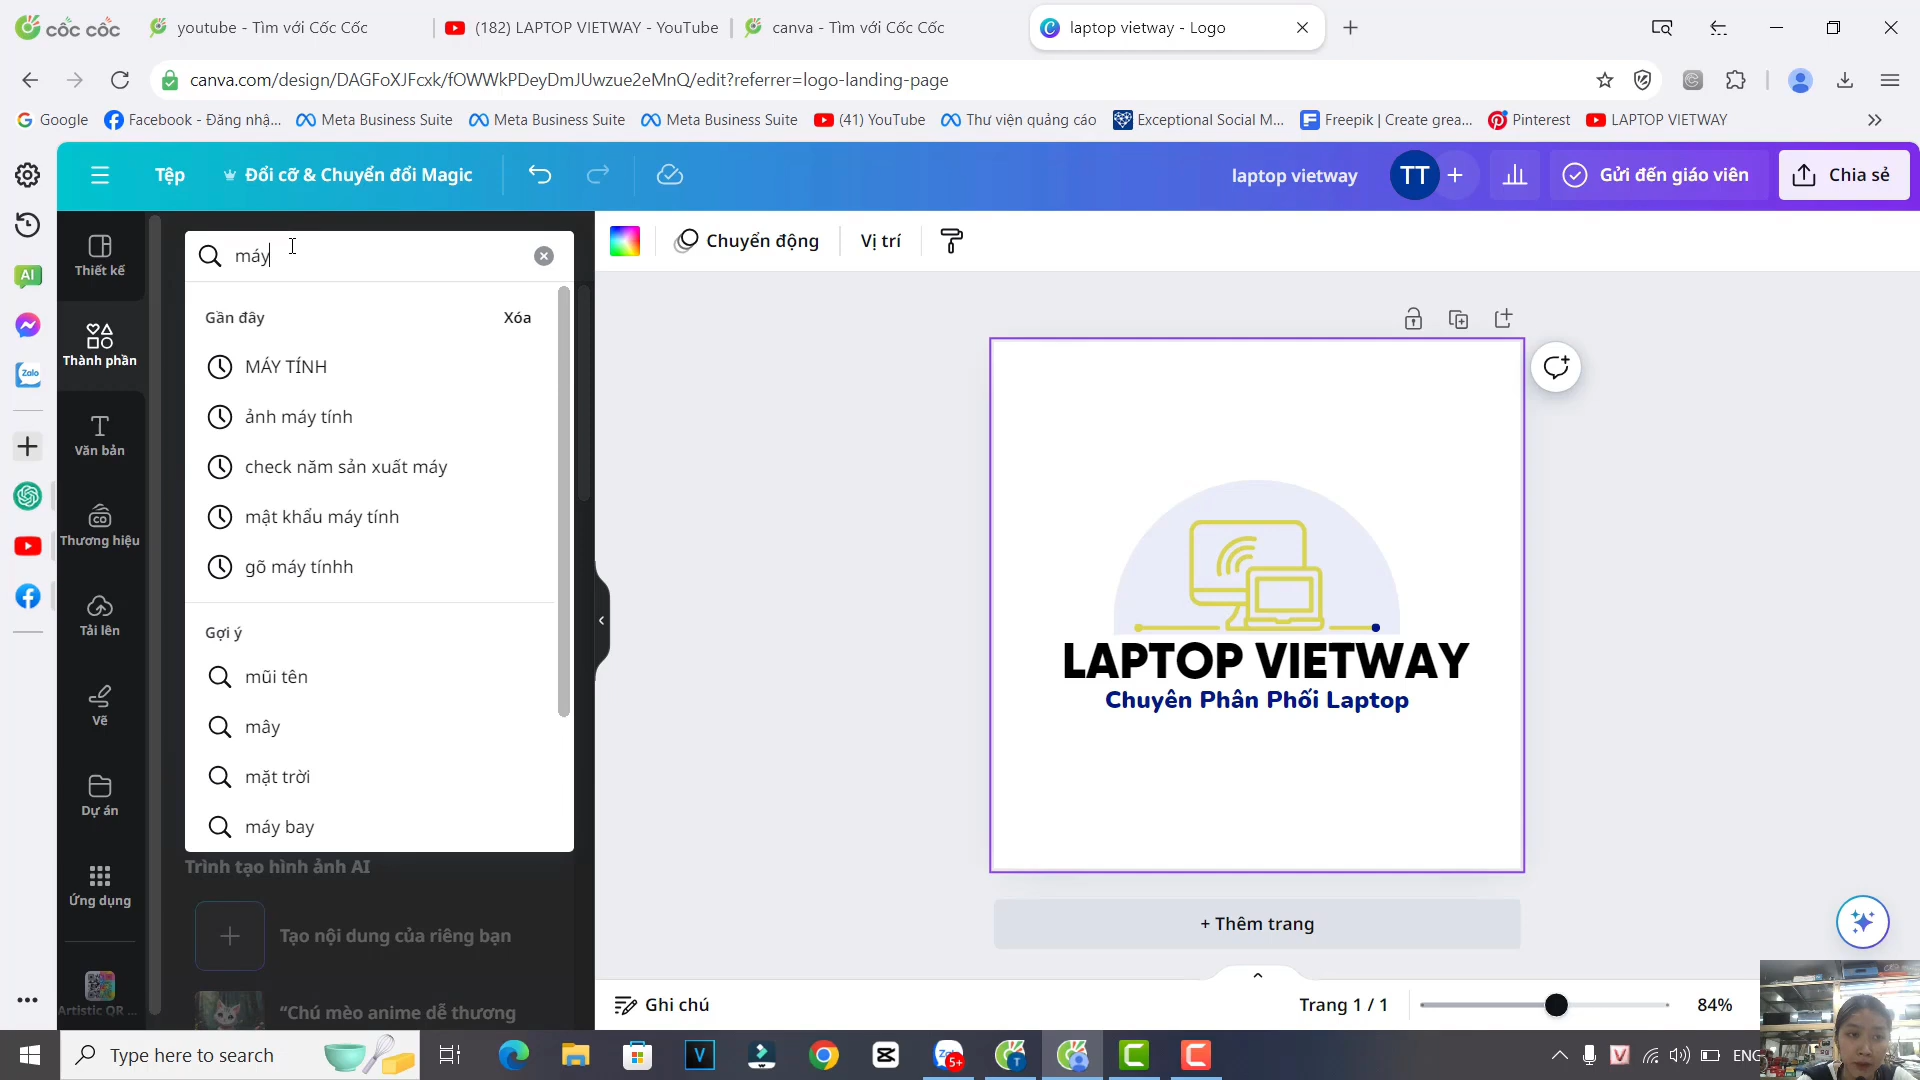 cốc cốc
youtube - Tìm với Cốc Cốc
(182) LAPTOP VIETWAY - YouTube
canva - Tìm với Cốc Cốc
laptop vietway - Logo
canva.com/design/DAGFoXJFcxk/fOWWkPDeyDmJUwzue2eMnQ/edit?referrer=logo-landing-page
Google
Facebook - Đăng nhậ...
Meta Business Suite
Meta Business Suite
Meta Business Suite
(41) YouTube
Thư viện quảng cáo
Exceptional Social M...
Freepik | Create grea...
Pinterest
LAPTOP VIETWAY
Tệp
Đổi cỡ & Chuyển đổi Magic
laptop vietway
TT
Gửi đến giáo viên
Chia sẻ
AI
Zalo
Thiết kế
Thành phần
Văn bản
CO
Thương hiệu
Tải lên
Vẽ
Dự án
Ứng dụng
Artistic QR ...
máy
Gần đây
Xóa
MÁY TÍNH
ảnh máy tính
check năm sản xuất máy
mật khẩu máy tính
gõ máy tínhh
Gợi ý
mũi tên
mây
mặt trời
máy bay
Trình tạo hình ảnh AI
Tạo nội dung của riêng bạn
“Chú mèo anime dễ thương
Chuyển động
Vị trí
LAPTOP VIETWAY
Chuyên Phân Phối Laptop
+ Thêm trang
Ghi chú
Trang 1 / 1
84%
Type here to search
V
5+
T
V
ENG